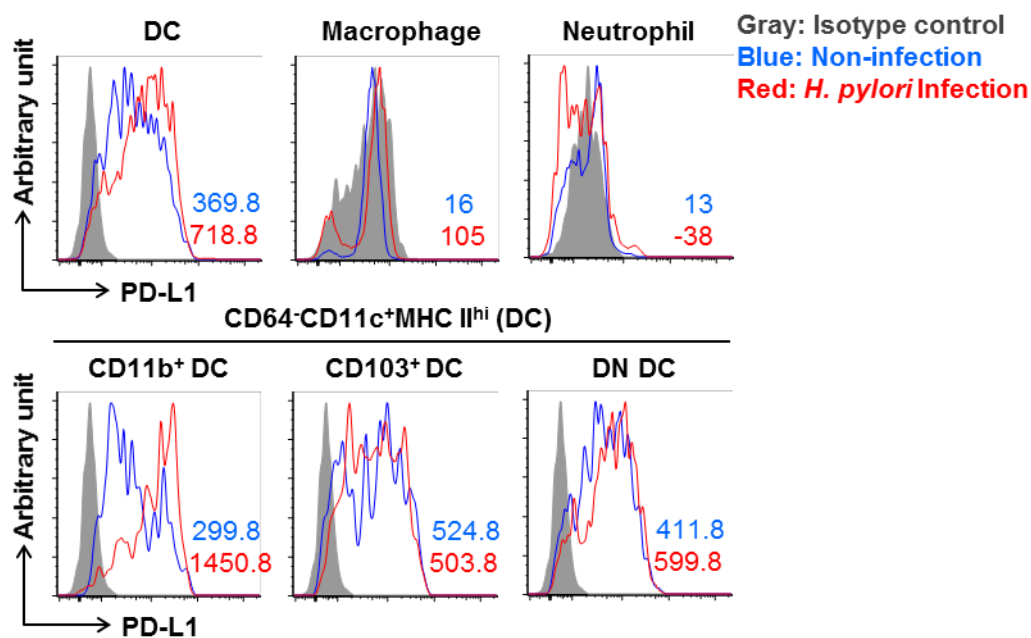 DC
Macrophage
Neutrophil
Gray: Isotype control
Blue: Non-infection
Red: H. pylori Infection
Arbitrary unit
369.8
718.8
16
105
13
-38
PD-L1
CD64⁻CD11c⁺MHC IIʰⁱ (DC)
CD11b⁺ DC
CD103⁺ DC
DN DC
Arbitrary unit
299.8
1450.8
524.8
503.8
411.8
599.8
PD-L1